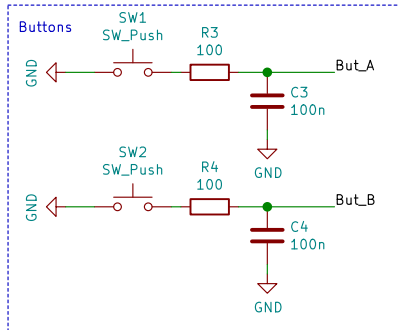 Buttons
SW1
SW_Push
R3
100
GND
But_A
C3
100n
GND
SW2
SW_Push
R4
100
GND
But_B
C4
100n
GND